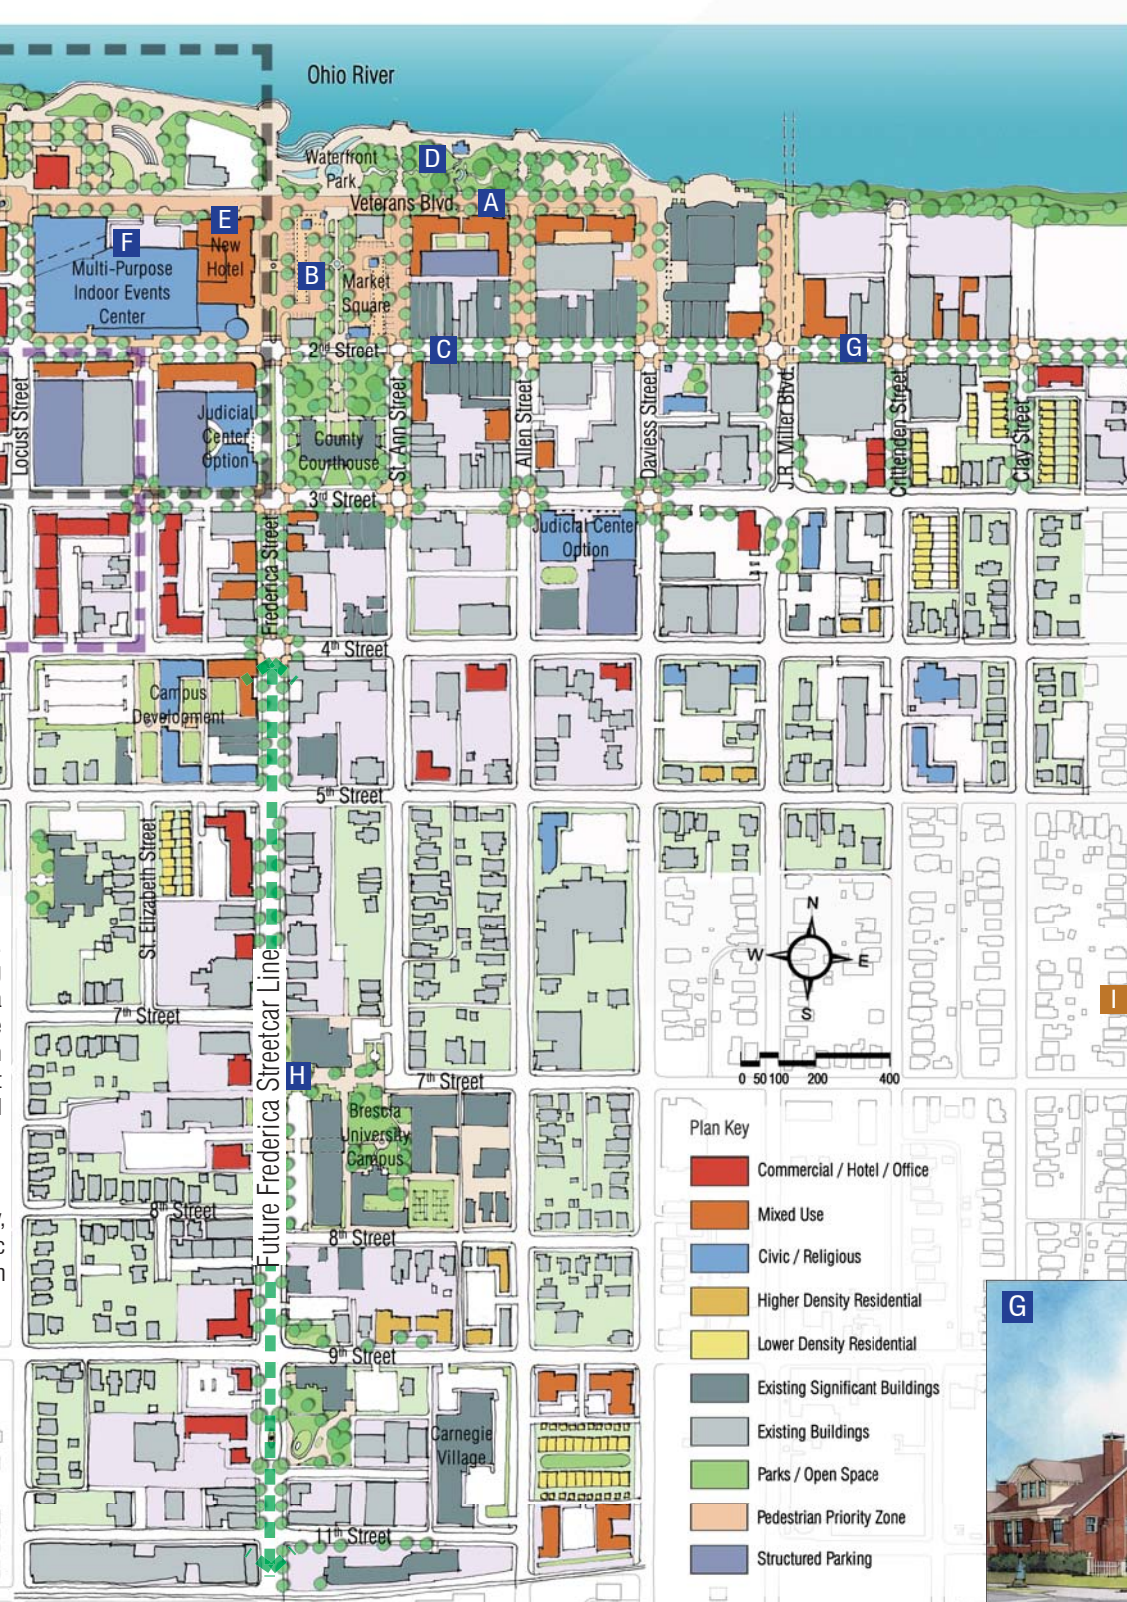 Ohio River
Waterfront
Park
D
Veterans Blvd
A
E
New
Hotel
F
Multi-Purpose
Indoor Events
Center
B
Market
Square
2nd Street
C
G
Locust Street
Judicial
Center
Option
County
Courthouse
St. Ann Street
Allen Street
Daviess Street
J.R. Miller Blvd.
Crittenden Street
Clay Street
3rd Street
Frederica Street
Judicial Center
Option
4th Street
Campus
Development
5th Street
St. Elizabeth Street
N
W
E
S
I
7th Street
Future Frederica Streetcar Line
H
7th Street
0 50 100 200 400
Brescia
University
Campus
8th Street
8th Street
9th Street
Carnegie
Village
11th Street
Plan Key
Commercial / Hotel / Office
Mixed Use
Civic / Religious
Higher Density Residential
Lower Density Residential
Existing Significant Buildings
Existing Buildings
Parks / Open Space
Pedestrian Priority Zone
Structured Parking
G